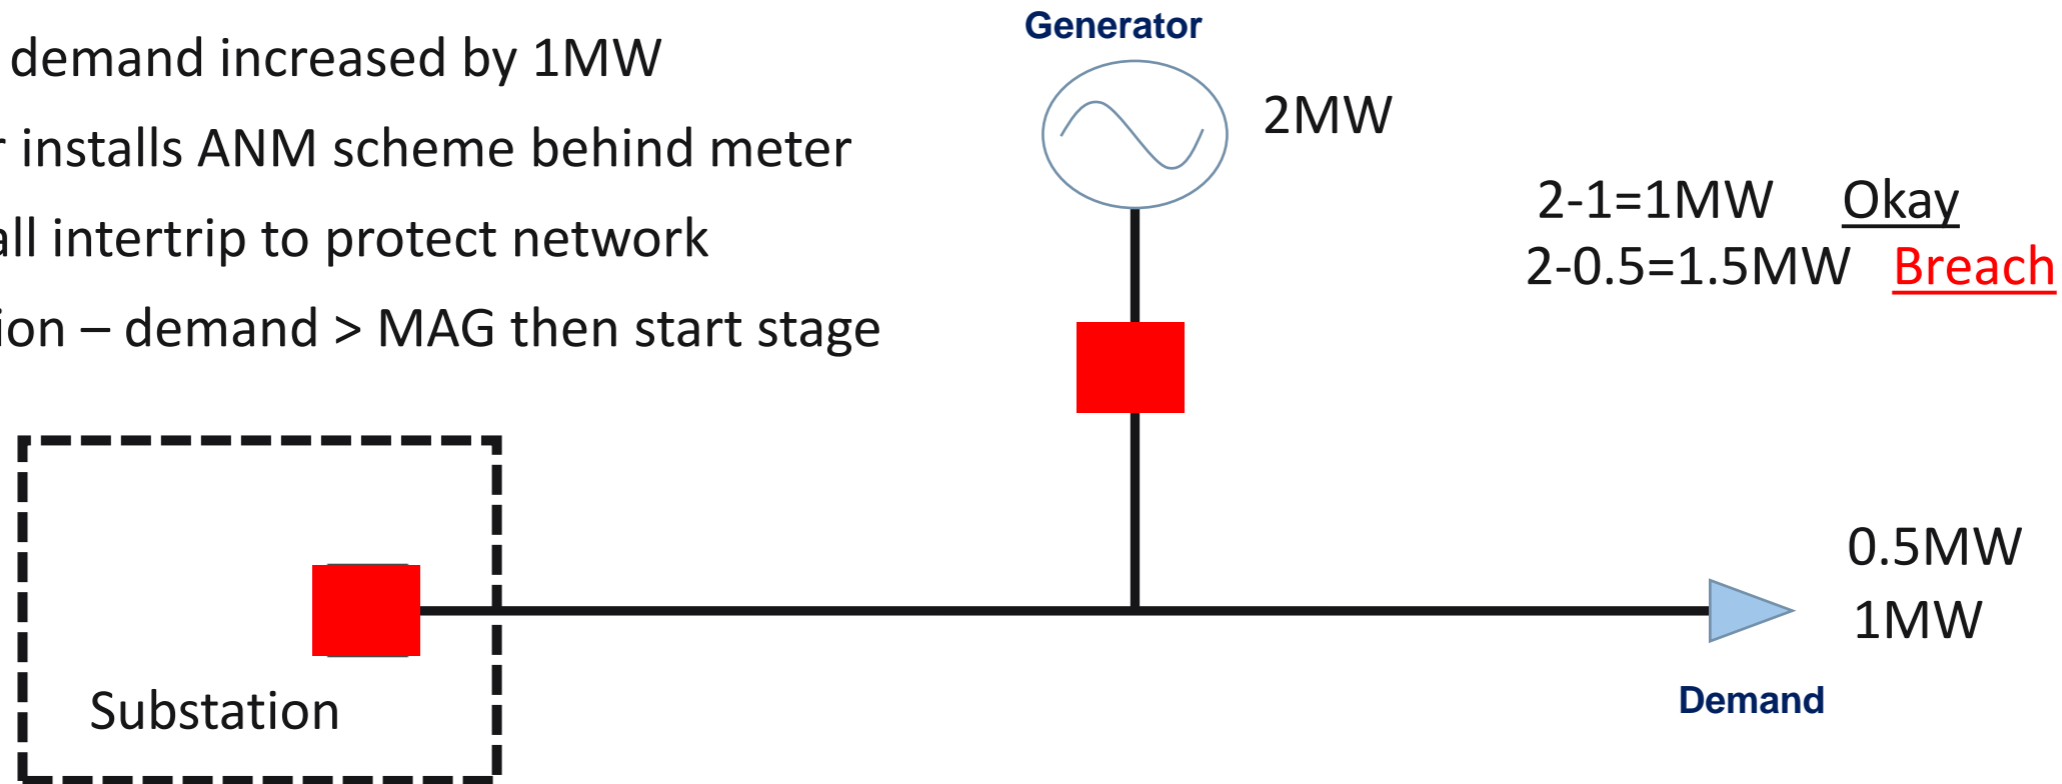 demand increased by 1MW
r installs ANM scheme behind meter
all intertrip to protect network
ion – demand > MAG then start stage
Generator
2MW
2-1=1MW Okay
2-0.5=1.5MW Breach
0.5MW
1MW
Demand
Substation